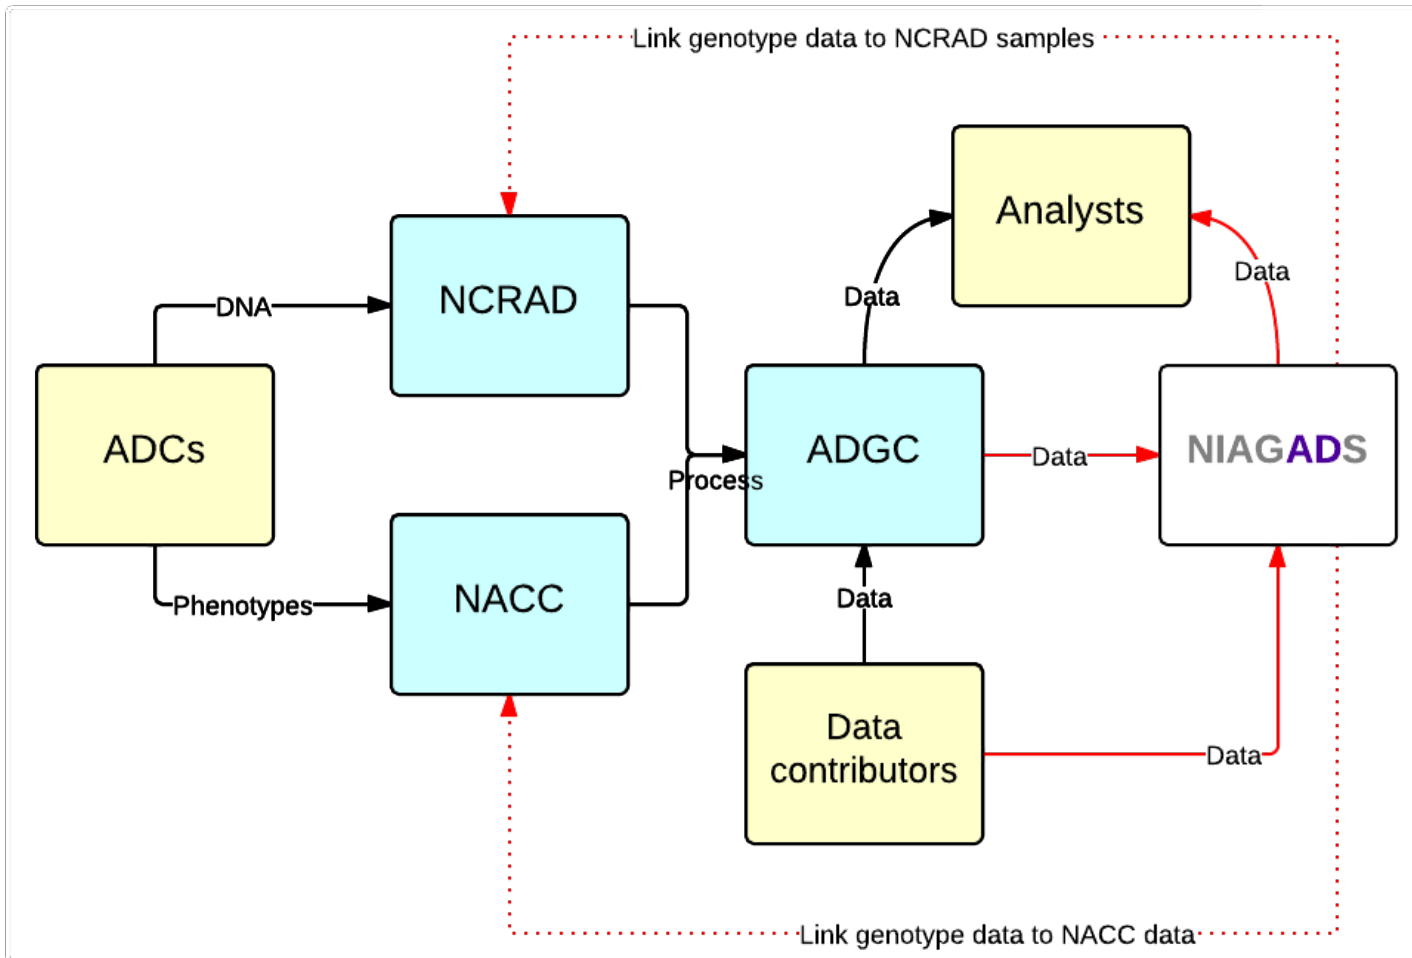 Link genotype data to NCRAD samples
Analysts
Data
Data
NCRAD
DNA
ADCs
ADGC
NIAGADS
Data
Process
NACC
Phenotypes
Data
Data
contributors
Data
Link genotype data to NACC data